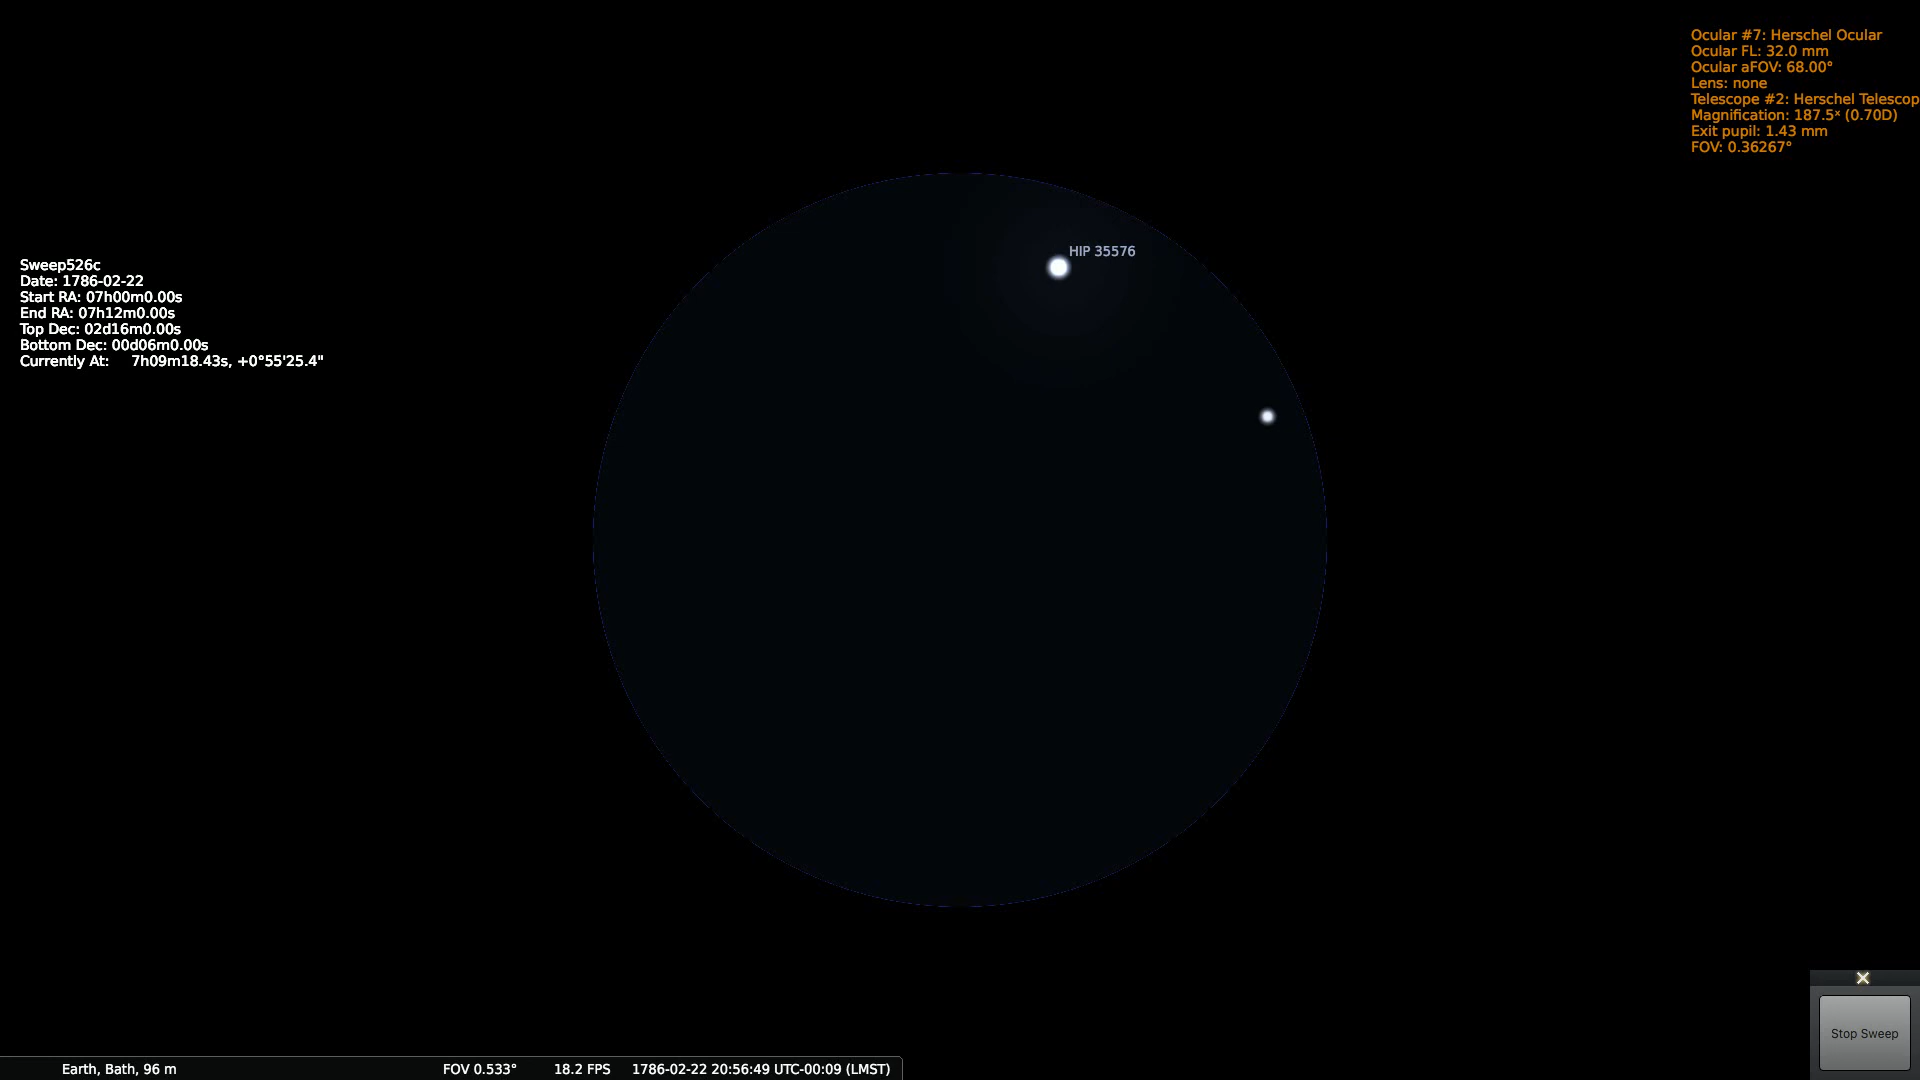 Ocular #7: Herschel Ocular
Ocular FL: 32.0 mm
Ocular aFOV: 68.00°
Lens: none
Telescope #2: Herschel Telescop
Magnification: 187.5ˣ (0.70D)
Exit pupil: 1.43 mm
FOV: 0.36267°
HIP 35576
Sweep526c
Date: 1786-02-22
Start RA: 07h00m0.00s
End RA: 07h12m0.00s
Top Dec: 02d16m0.00s
Bottom Dec: 00d06m0.00s
Currently At: 7h09m18.43s, +0°55'25.4"
Stop Sweep
Earth, Bath, 96 m FOV 0.533° 18.2 FPS 1786-02-22 20:56:49 UTC-00:09 (LMST)